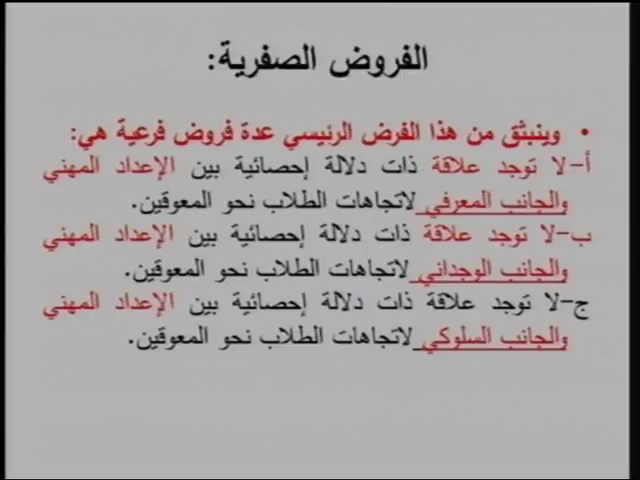 الفروض الصفرية:
• وينبثق من هذا الفرض الرئيسي عدة فروض فرعية هي:
أ-لا توجد علاقة ذات دلالة إحصائية بين الإعداد المهني
والجانب المعرفي لاتجاهات الطلاب نحو المعوقين.
ب-لا توجد علاقة ذات دلالة إحصائية بين الإعداد المهني
والجانب الوجداني لاتجاهات الطلاب نحو المعوقين.
ج-لا توجد علاقة ذات دلالة إحصائية بين الإعداد المهني
والجانب السلوكي لاتجاهات الطلاب نحو المعوقين.